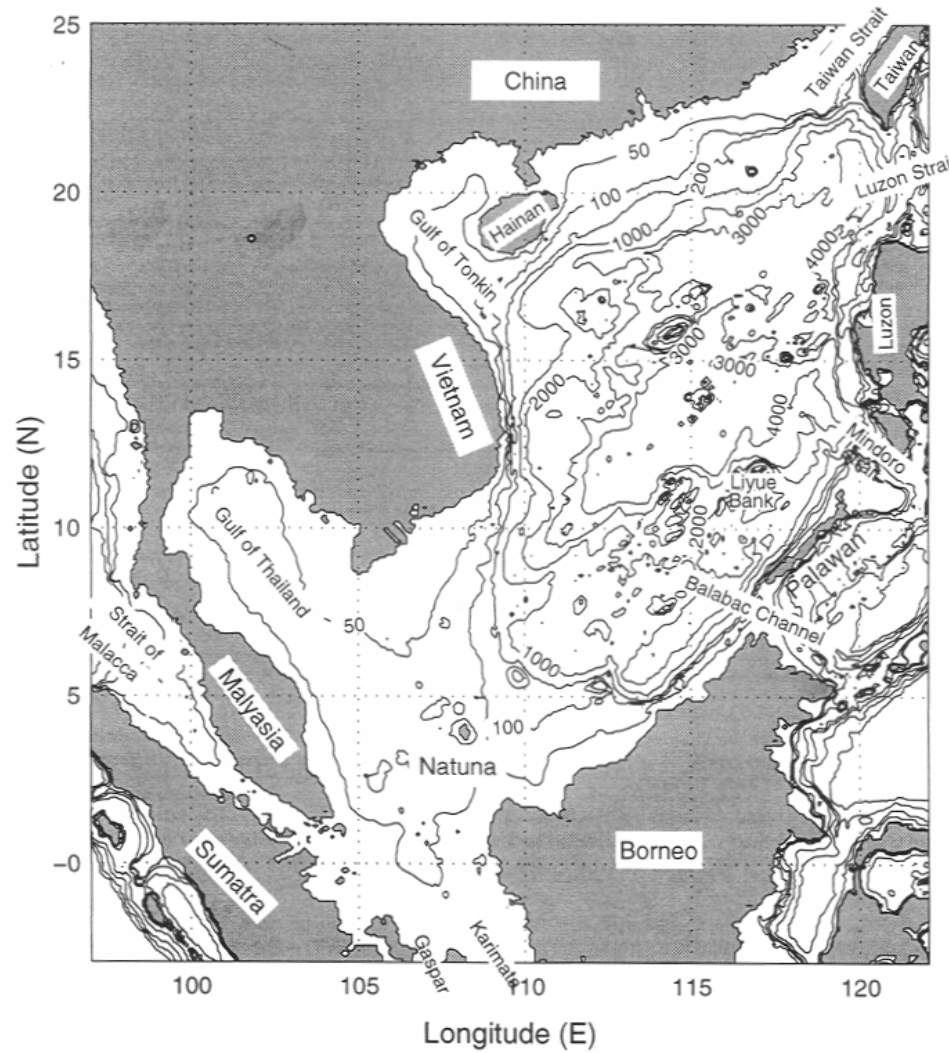 25
20
15
10
5
−0
100
105
110
115
120
Latitude (N)
Longitude (E)
China
Taiwan Strait
Taiwan
Luzon Strait
50
100
200
1000
3000
4000
Hainan
Gulf of Tonkin
Luzon
Vietnam
2000
3000
3000
4000
Mindoro
Liyue
Bank
2000
Palawan
Balabac Channel
Gulf of Thailand
50
1000
100
Strait of
Malacca
Malyasia
Natuna
Sumatra
Borneo
Gaspar
Karimata